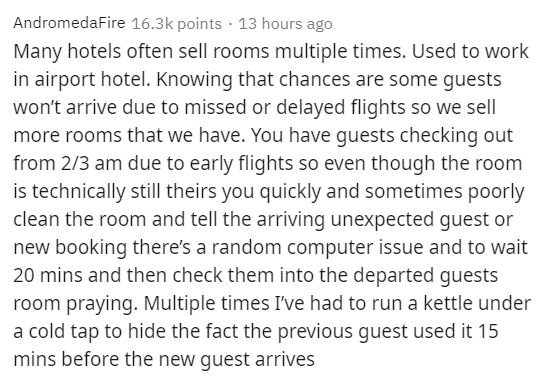 AndromedaFire 16.3k points · 13 hours ago
Many hotels often sell rooms multiple times. Used to work
in airport hotel. Knowing that chances are some guests
won't arrive due to missed or delayed flights so we sell
more rooms that we have. You have guests checking out
from 2/3 am due to early flights so even though the room
is technically still theirs you quickly and sometimes poorly
clean the room and tell the arriving unexpected guest or
new booking there's a random computer issue and to wait
20 mins and then check them into the departed guests
room praying. Multiple times I've had to run a kettle under
a cold tap to hide the fact the previous guest used it 15
mins before the new guest arrives